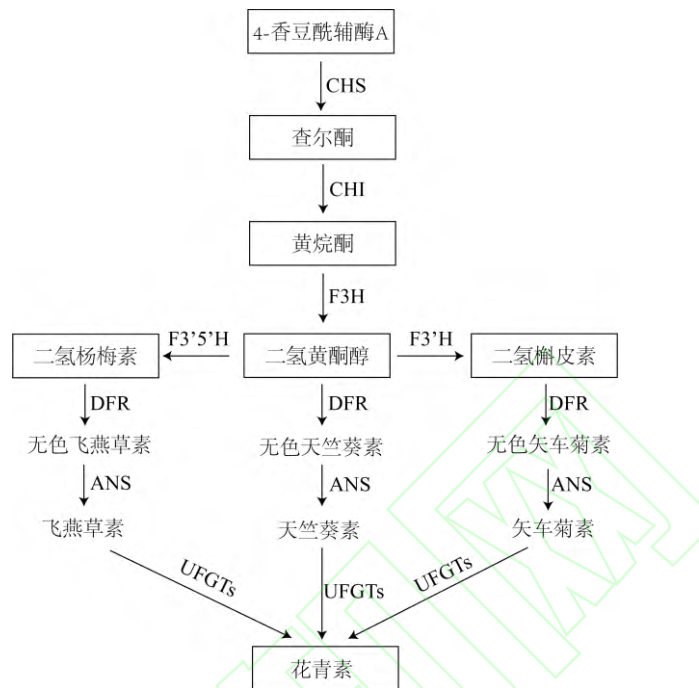 4-香豆酰辅酶A
CHS
查尔酮
CHI
黄烷酮
F3H
二氢杨梅素
F3’5’H
二氢黄酮醇
F3’H
二氢槲皮素
DFR
DFR
DFR
无色飞燕草素
无色天竺葵素
无色矢车菊素
ANS
ANS
ANS
飞燕草素
天竺葵素
矢车菊素
UFGTs
UFGTs
UFGTs
花青素